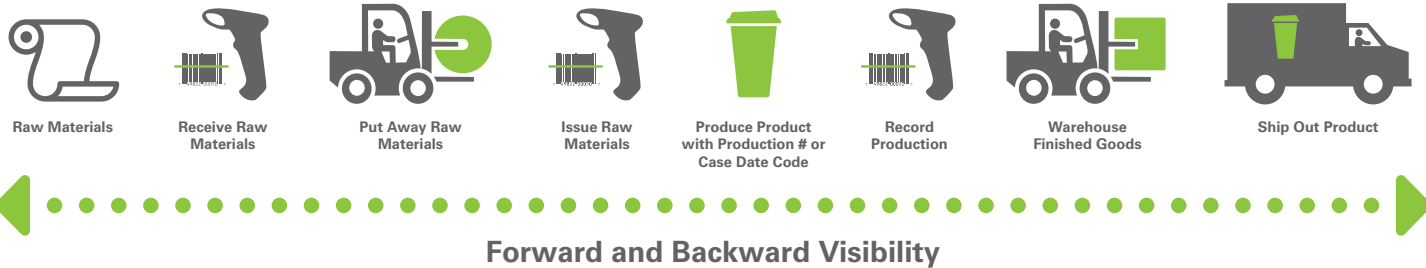 Raw Materials
Receive Raw
Materials
Put Away Raw
Materials
Issue Raw
Materials
Produce Product
with Production # or
Case Date Code
Record
Production
Warehouse
Finished Goods
Ship Out Product
Forward and Backward Visibility